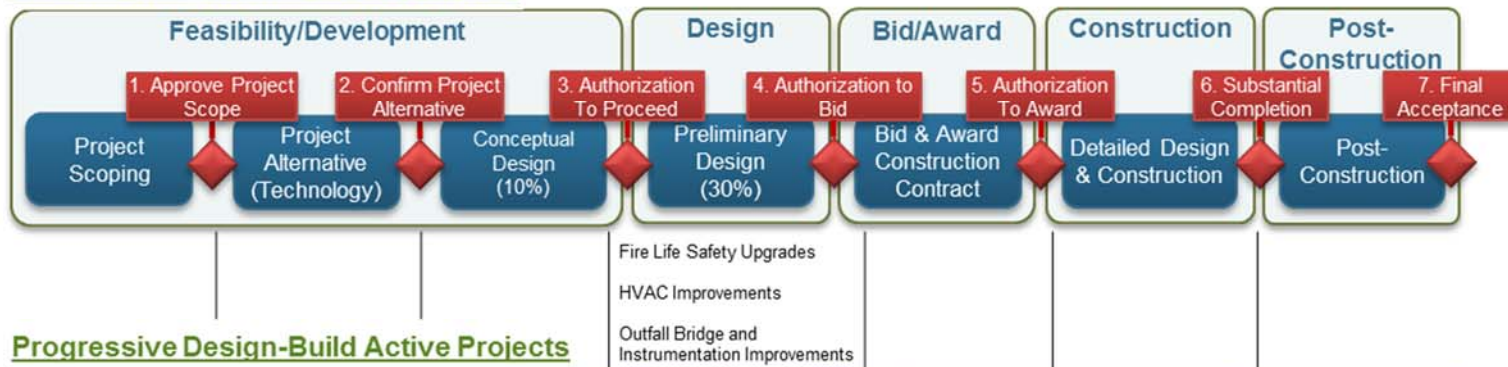 Feasibility/Development
Design
Bid/Award
Construction
Post-
Construction
1. Approve Project
Scope
2. Confirm Project
Alternative
3. Authorization
To Proceed
4. Authorization to
Bid
5. Authorization
To Award
6. Substantial
Completion
7. Final
Acceptance
Project
Scoping
Project
Alternative
(Technology)
Conceptual
Design
(10%)
Preliminary
Design
(30%)
Bid & Award
Construction
Contract
Detailed Design
& Construction
Post-
Construction
Fire Life Safety Upgrades
HVAC Improvements
Outfall Bridge and
Instrumentation Improvements
Progressive Design-Build Active Projects